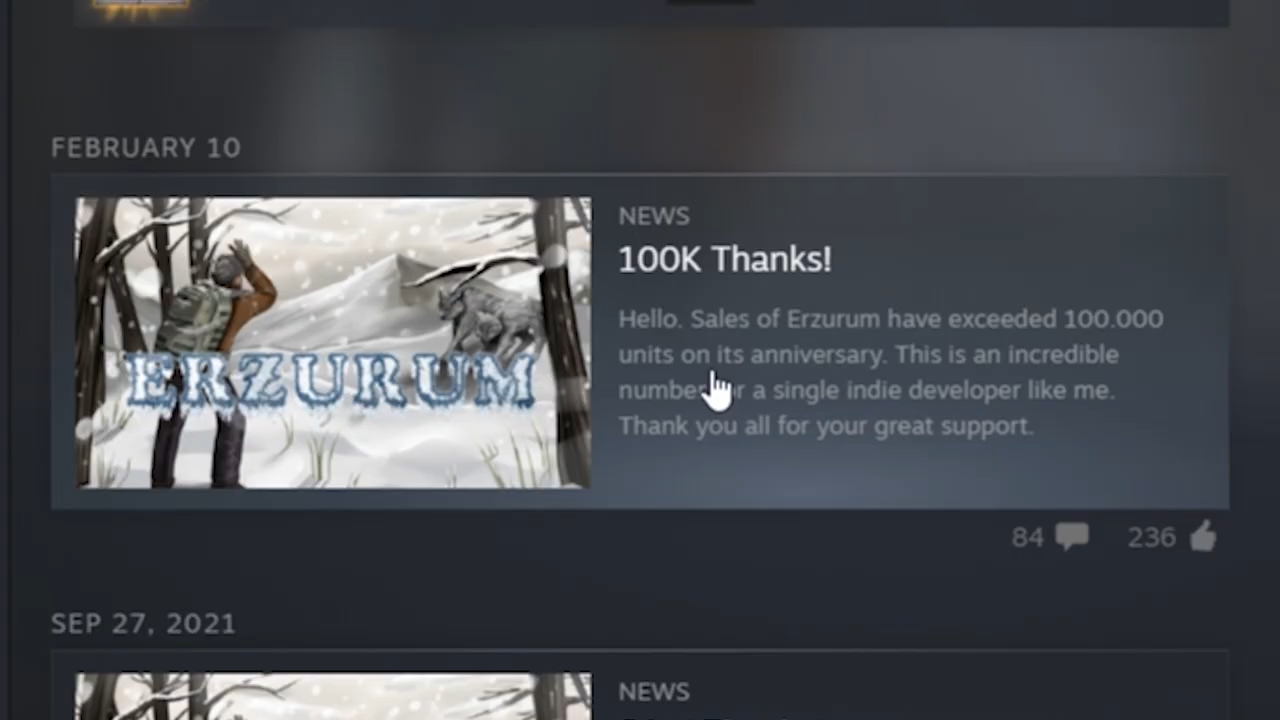 FEBRUARY 10
ERZURUM
NEWS
100K Thanks!
Hello. Sales of Erzurum have exceeded 100.000
units on its anniversary. This is an incredible
number a single indie developer like me.
Thank you all for your great support.
84
236
SEP 27, 2021
NEWS